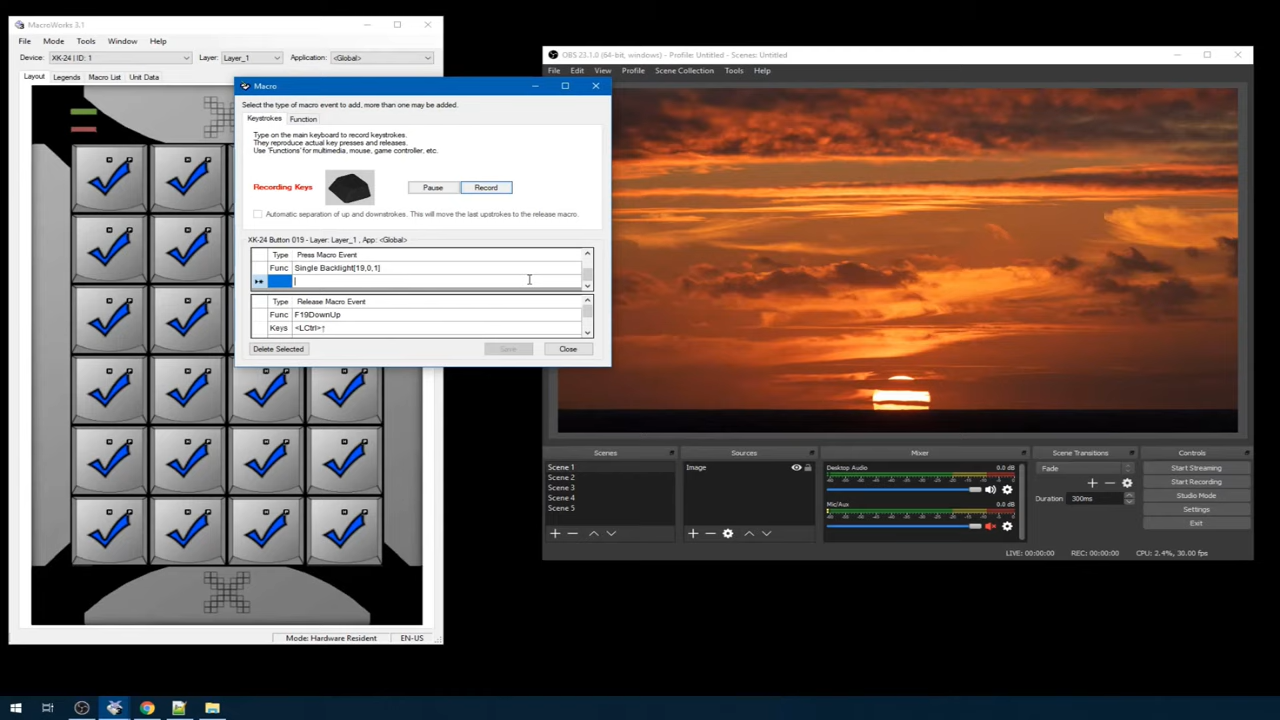 MacroWorks 3.1
File Mode Tools Window Help
Device: XK-24 | ID: 1 Layer: Layer_1 Application: <Global>
Layout Legends Macro List Unit Data
Mode: Hardware Resident EN-US
Macro
Select the type of macro event to add, more than one may be added.
Keystrokes Function
Type on the main keyboard to record keystrokes.
They reproduce actual key presses and releases.
Use 'Functions' for multimedia, mouse, game controller, etc.
Recording Keys Pause Record
Automatic separation of up and downstrokes. This will move the last upstrokes to the release macro.
XK-24 Button 019 - Layer: Layer_1 , App: <Global>
Type Press Macro Event
Func Single Backlight[19,0,1]
Type Release Macro Event
Func F19DownUp
Keys <LCtrl>↑
Delete Selected Save Close
OBS 23.1.0 (64-bit, windows) - Profile: Untitled - Scenes: Untitled
File Edit View Profile Scene Collection Tools Help
Scenes
Scene 1
Scene 2
Scene 3
Scene 4
Scene 5
Sources
Image
Mixer
Desktop Audio 0.0 dB
Mic/Aux 0.0 dB
Scene Transitions
Fade
Duration 300ms
Controls
Start Streaming
Start Recording
Studio Mode
Settings
Exit
LIVE: 00:00:00 REC: 00:00:00 CPU: 2.4%, 30.00 fps